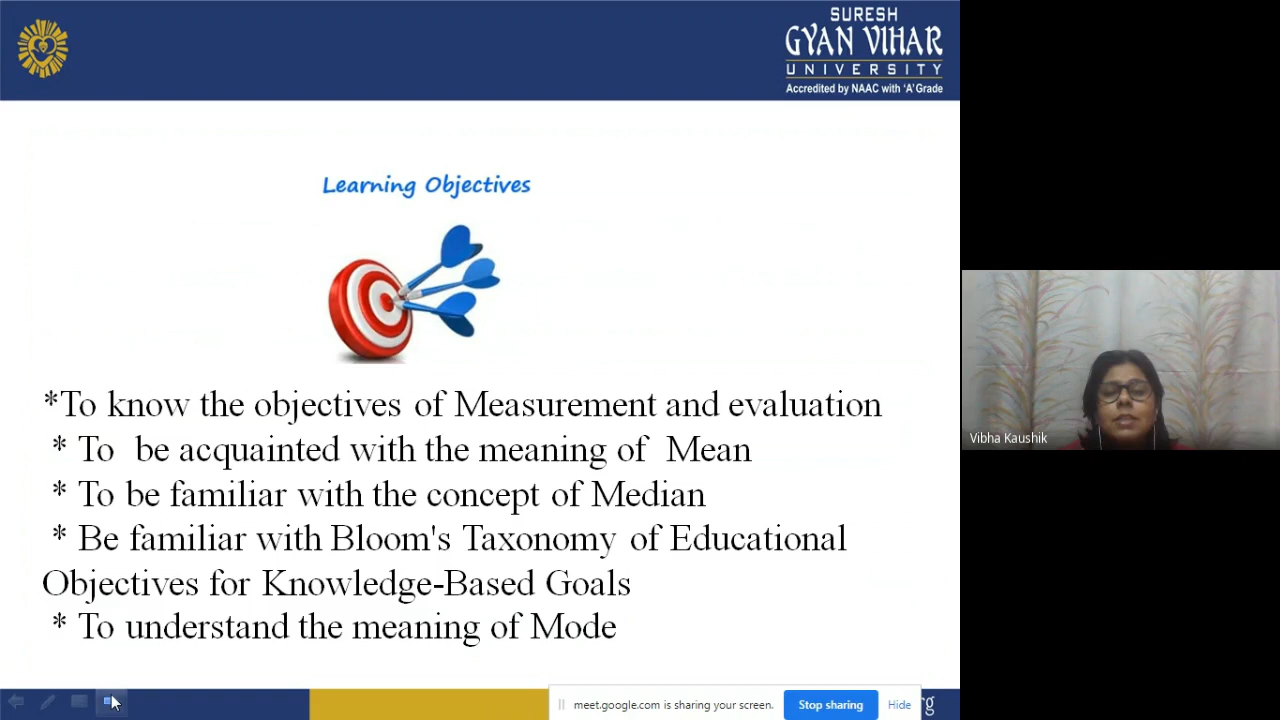 SURESH
GYAN VIHAR
UNIVERSITY
Accredited by NAAC with 'A' Grade
Learning Objectives
*To know the objectives of Measurement and evaluation
* To be acquainted with the meaning of Mean
* To be familiar with the concept of Median
* Be familiar with Bloom's Taxonomy of Educational
Objectives for Knowledge-Based Goals
* To understand the meaning of Mode
Vibha Kaushik
meet.google.com is sharing your screen.
Stop sharing
Hide